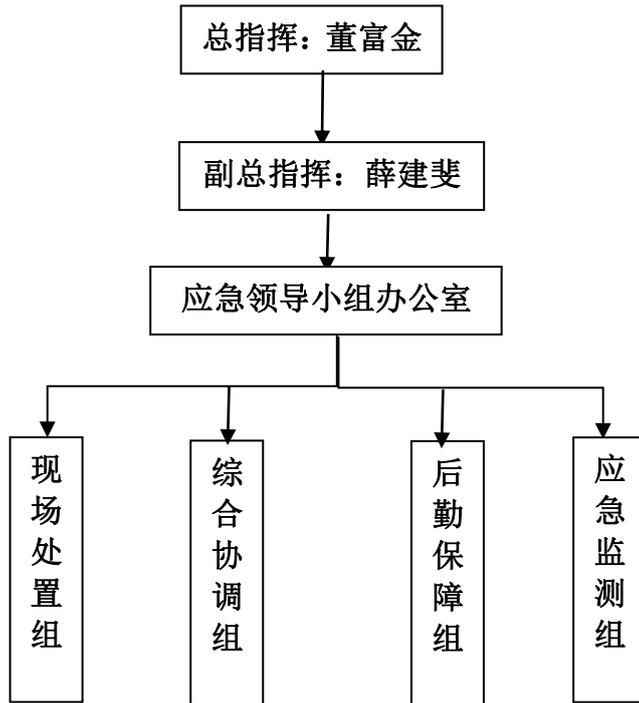 总指挥：董富金
副总指挥：薛建斐
应急领导小组办公室
现场处置组
综合协调组
后勤保障组
应急监测组